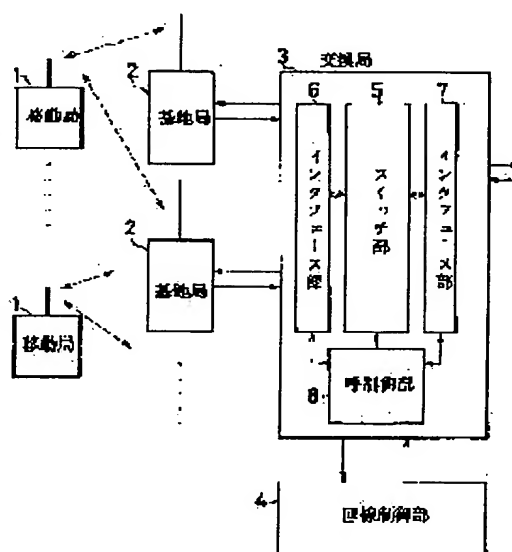 3 変換局
1
2
6
5
7
移動局
基地局
インタフェース部
スイッチ部
インタフェース部
2
基地局
1
移動局
8
呼制御部
4
回線制御部